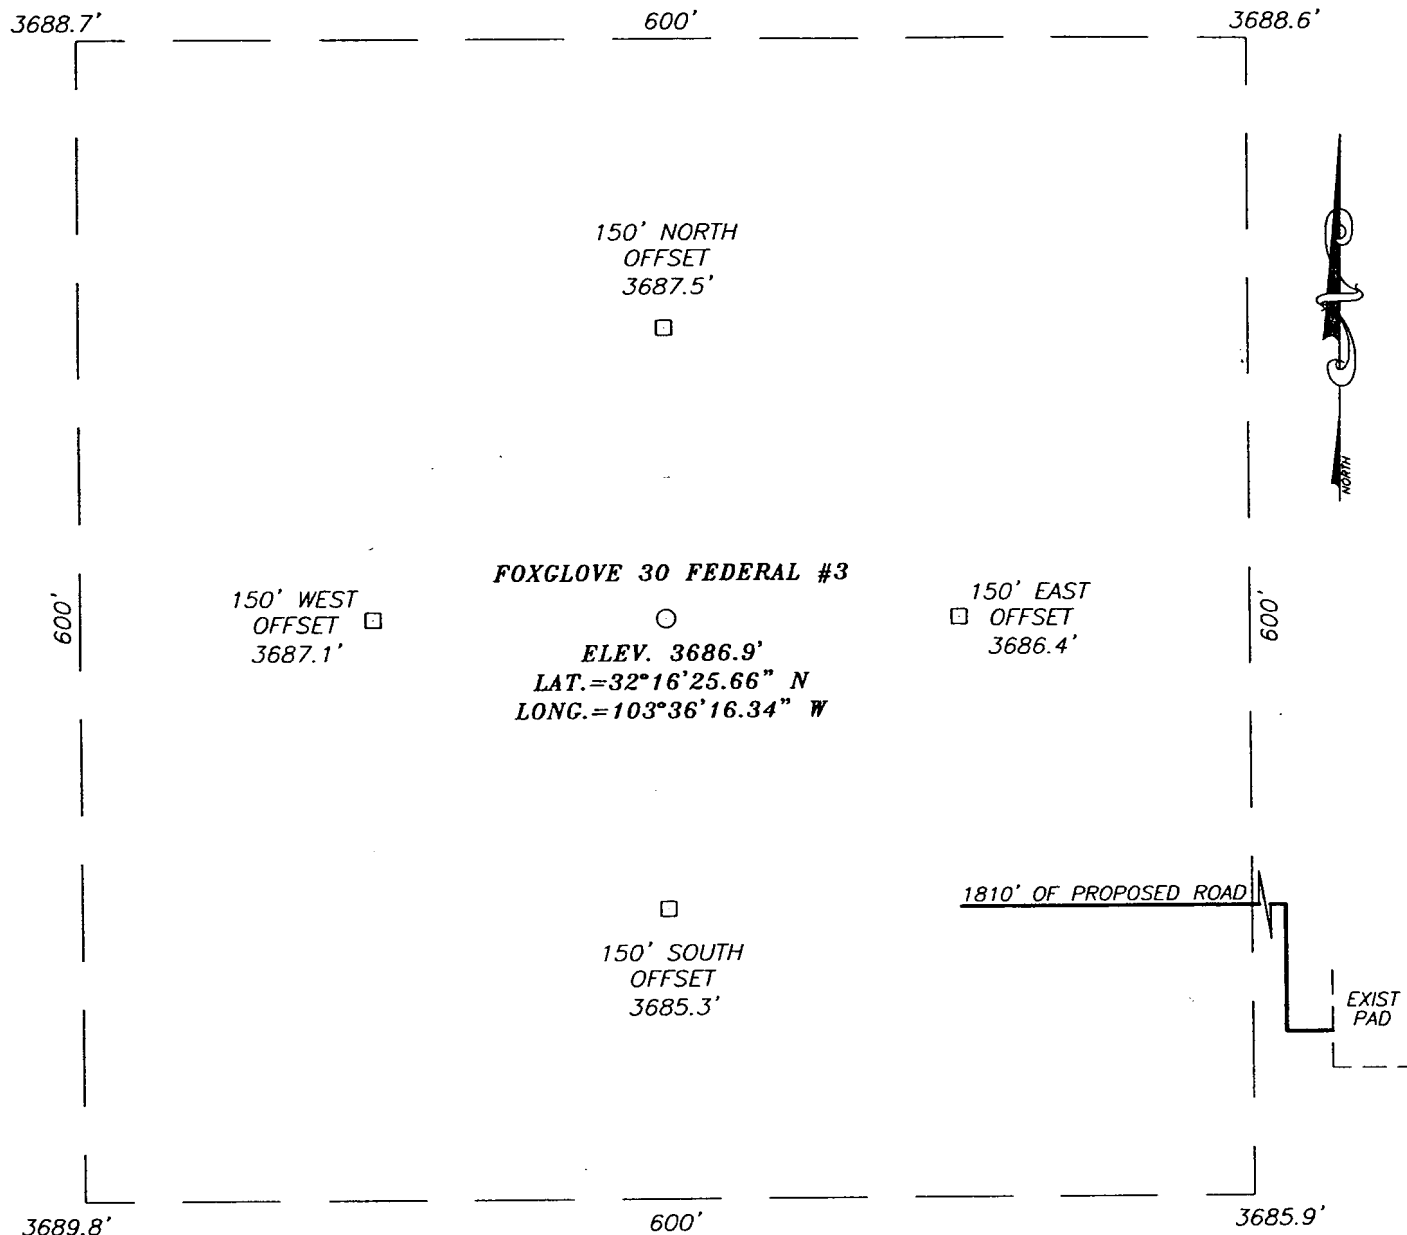 3688.7'
600'
3688.6'
150' NORTH
OFFSET
3687.5'
NORTH
FOXGLOVE 30 FEDERAL #3
150' WEST
OFFSET
3687.1'
150' EAST
OFFSET
3686.4'
600'
600'
ELEV. 3686.9'
LAT.=32°16'25.66" N
LONG.=103°36'16.34" W
1810' OF PROPOSED ROAD
150' SOUTH
OFFSET
3685.3'
EXIST
PAD
3689.8'
600'
3685.9'